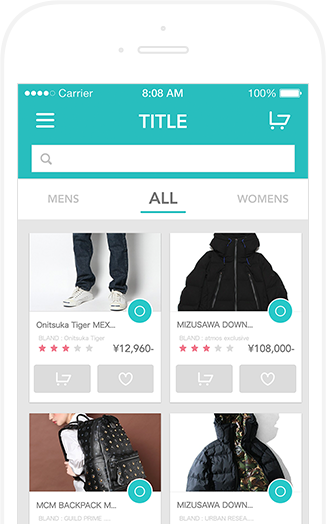 Carrier 8:08 AM 100%
TITLE
MENS ALL WOMENS
Onitsuka Tiger MEX...
BLAND : Onitsuka Tiger
¥12,960-
MIZUSAWA DOWN...
BLAND : stmos exclusive
¥108,000-
MCM BACKPACK M...
BLAND : GUILD PRIME ....
MIZUSAWA DOWN...
BLAND : URBAN RESEA...